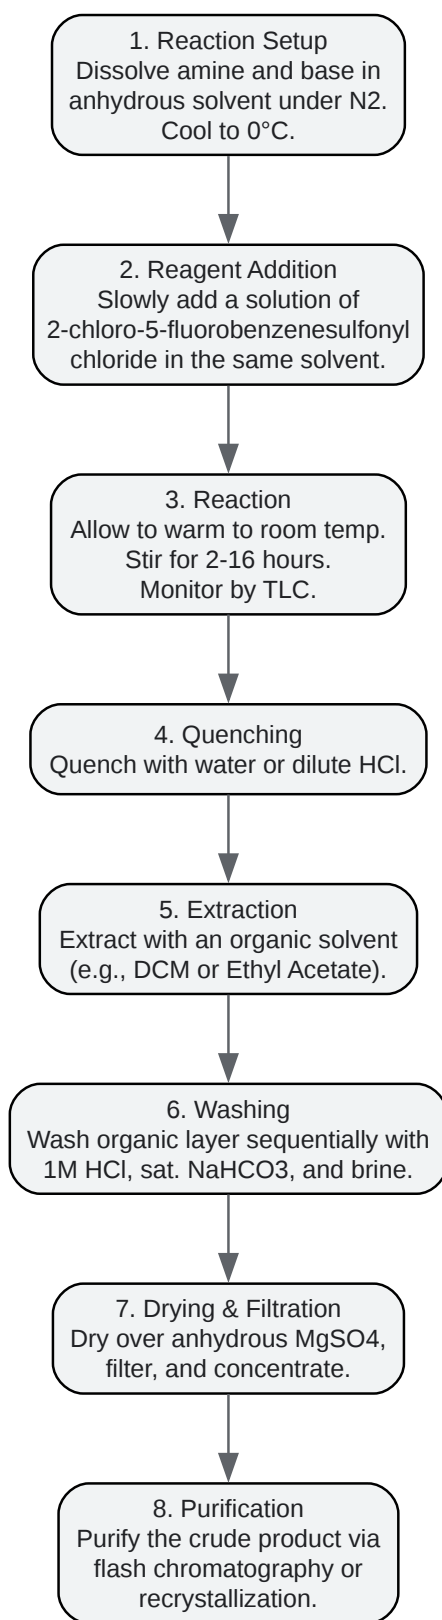 1. Reaction Setup
Dissolve amine and base in
anhydrous solvent under N2.
Cool to 0°C.
2. Reagent Addition
Slowly add a solution of
2-chloro-5-fluorobenzenesulfonyl
chloride in the same solvent.
3. Reaction
Allow to warm to room temp.
Stir for 2-16 hours.
Monitor by TLC.
4. Quenching
Quench with water or dilute HCl.
5. Extraction
Extract with an organic solvent
(e.g., DCM or Ethyl Acetate).
6. Washing
Wash organic layer sequentially with
1M HCl, sat. NaHCO3, and brine.
7. Drying & Filtration
Dry over anhydrous MgSO4,
filter, and concentrate.
8. Purification
Purify the crude product via
flash chromatography or
recrystallization.